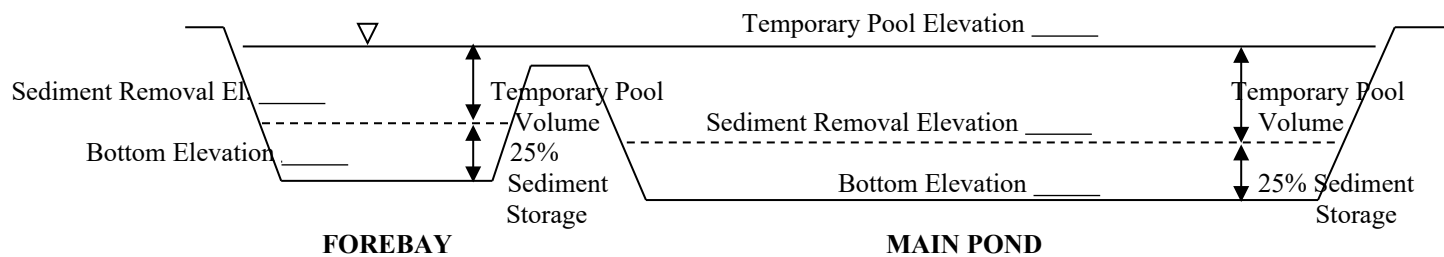 Temporary Pool Elevation _____
Sediment Removal El. _____
Temporary Pool
Volume
Temporary Pool
Volume
Sediment Removal Elevation _____
Bottom Elevation _____
25%
Sediment
Storage
Bottom Elevation _____
25% Sediment
Storage
FOREBAY
MAIN POND